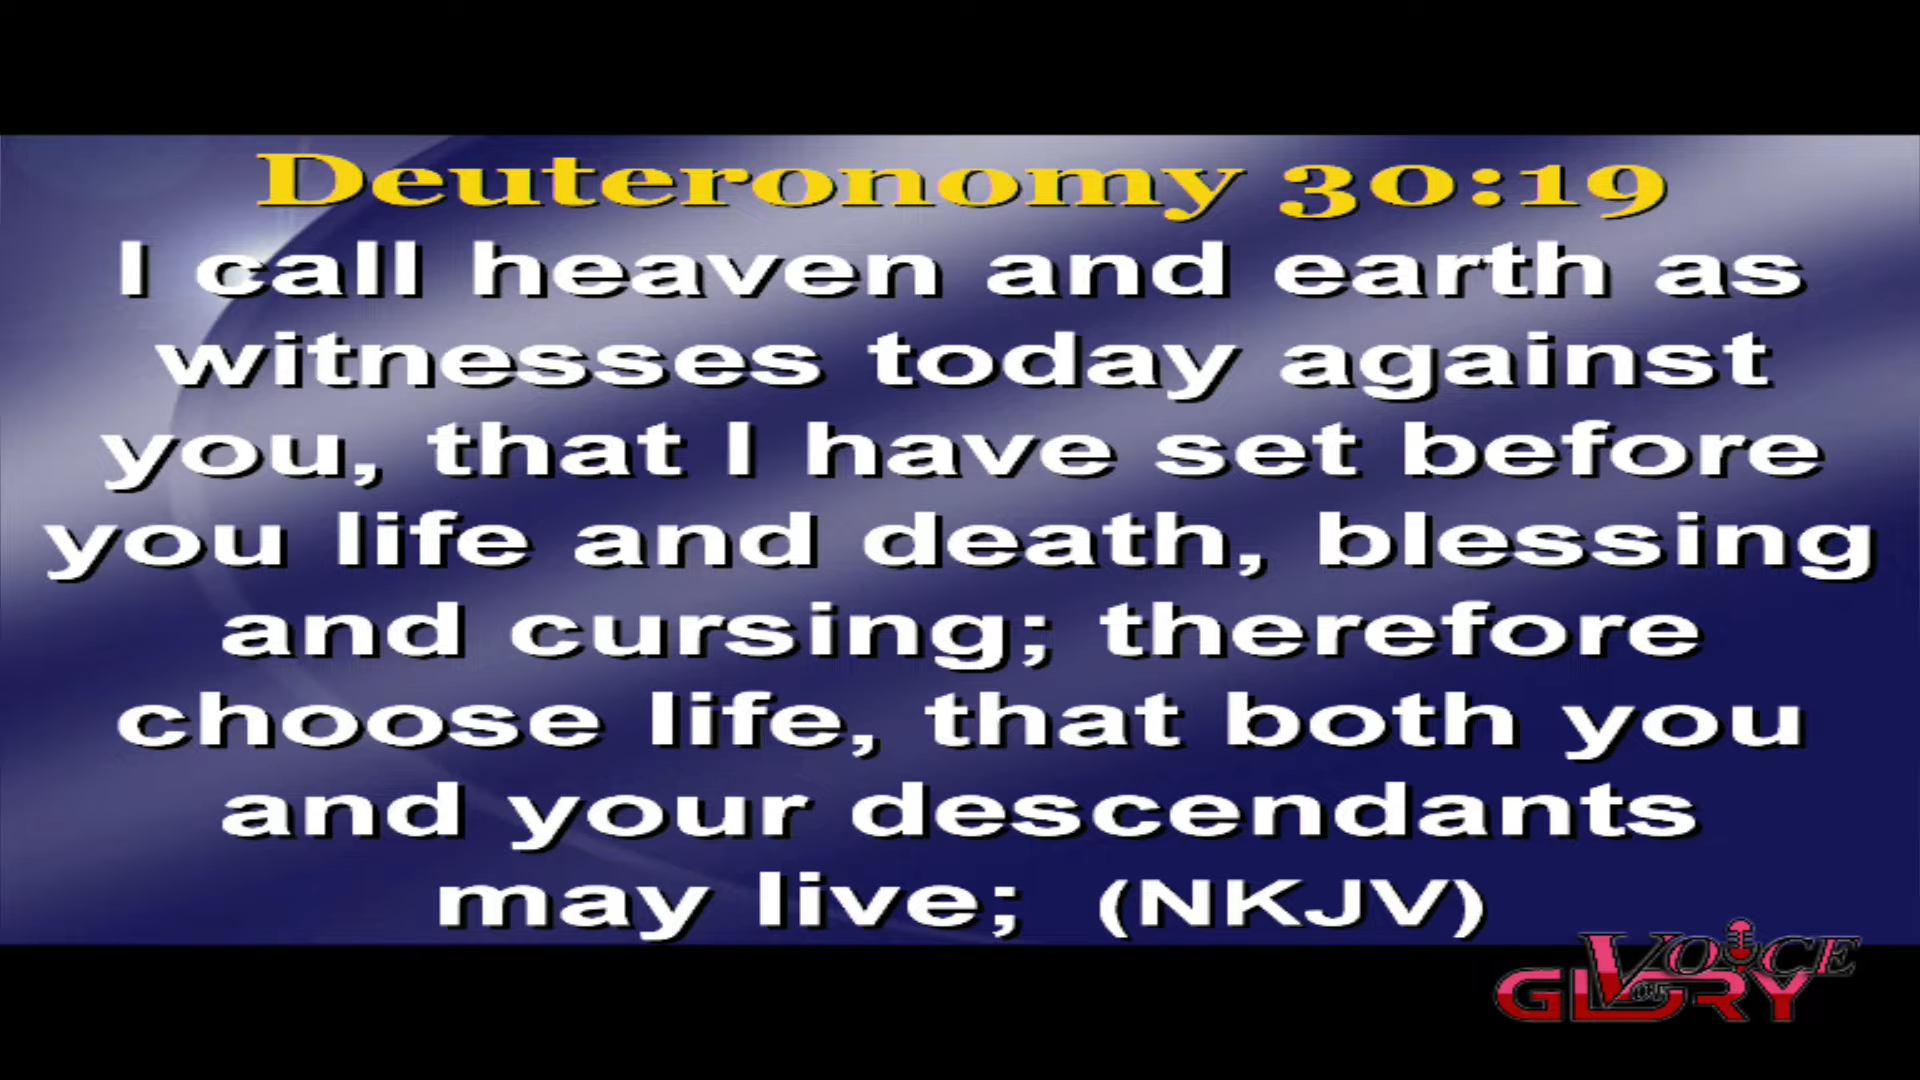 Deuteronomy 30:19
I call heaven and earth as
witnesses today against
you, that I have set before
you life and death, blessing
and cursing; therefore
choose life, that both you
and your descendants
may live; (NKJV)
VOICE
OF
GLORY